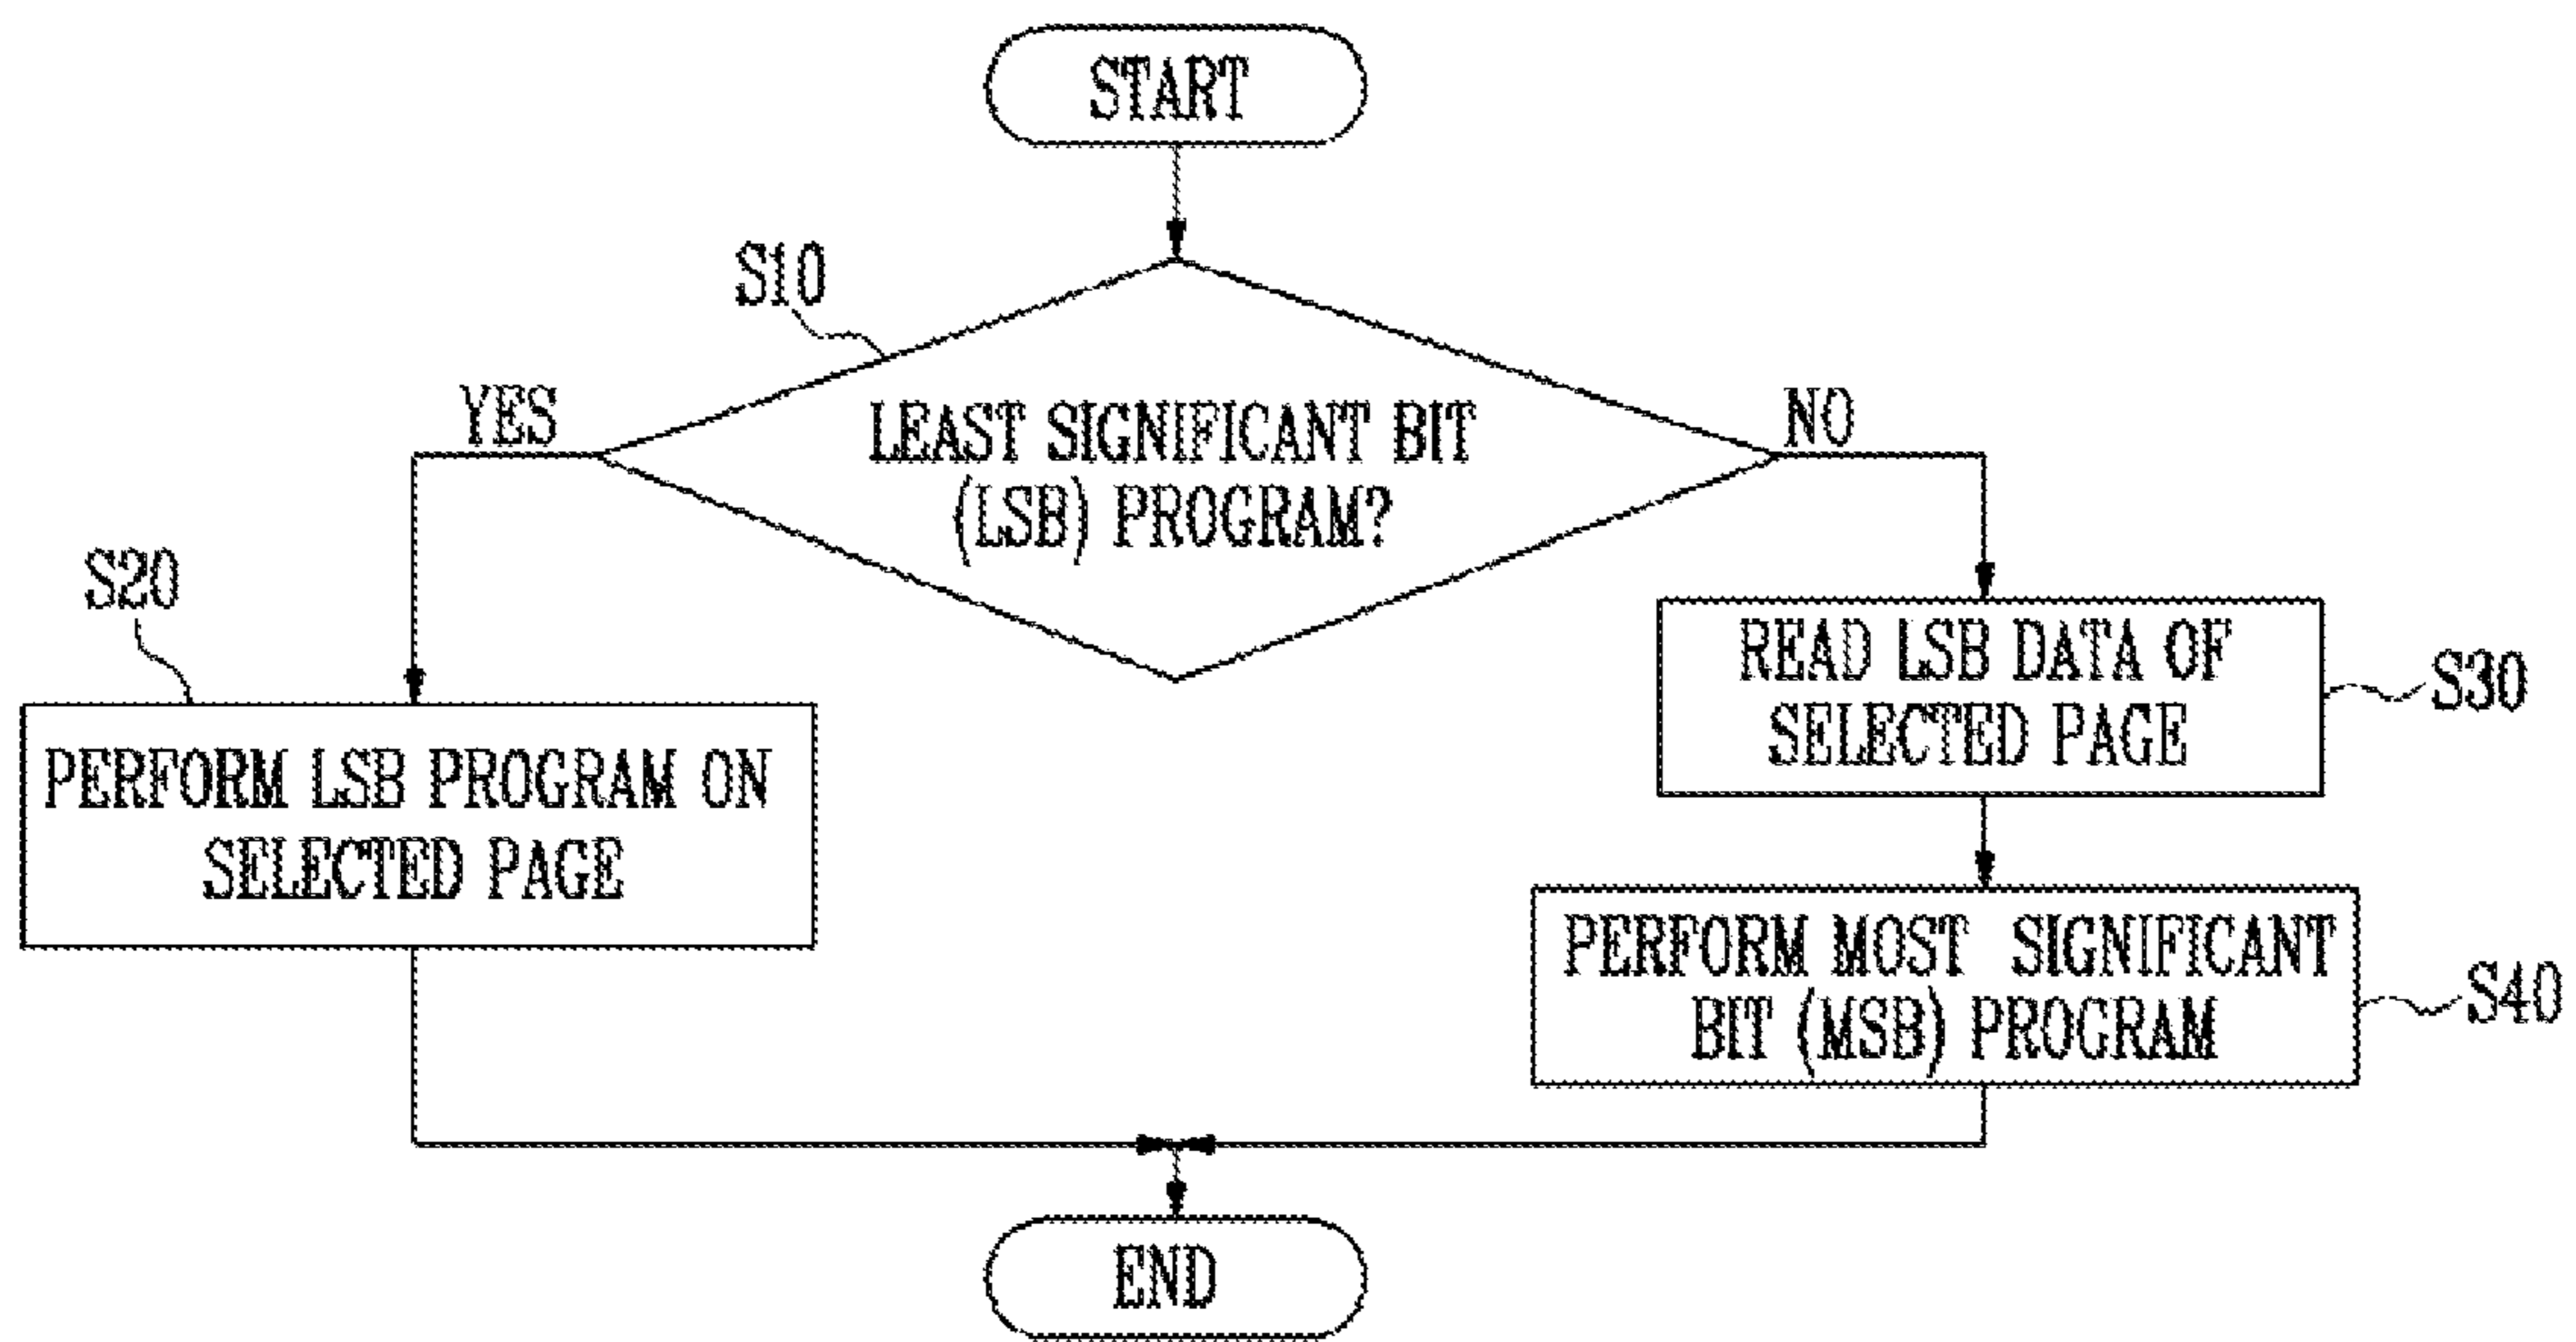 START
S10
YES
LEAST SIGNIFICANT BIT
(LSB) PROGRAM?
NO
S20
PERFORM LSB PROGRAM ON
SELECTED PAGE
READ LSB DATA OF
SELECTED PAGE
S30
PERFORM MOST SIGNIFICANT
BIT (MSB) PROGRAM
S40
END